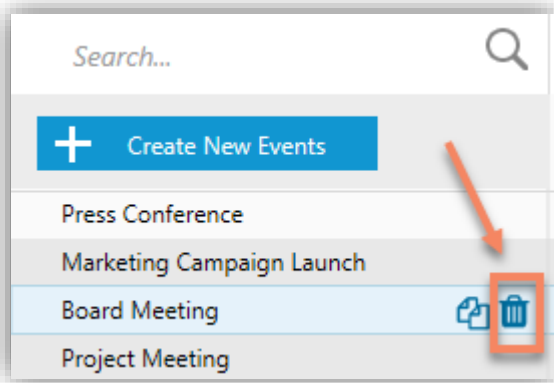 Search...
Create New Events
Press Conference
Marketing Campaign Launch
Board Meeting
Project Meeting